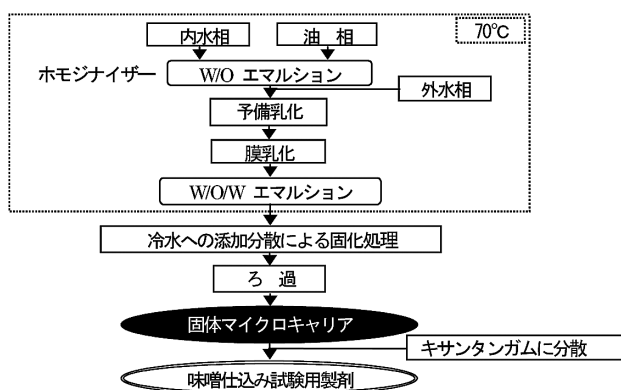 70℃
内水相
油 相
ホモジナイザー
W/O エマルション
外水相
予備乳化
膜乳化
W/O/W エマルション
冷水への添加分散による固化処理
ろ 過
固体マイクロキャリア
キサンタンガムに分散
味噌仕込み試験用製剤